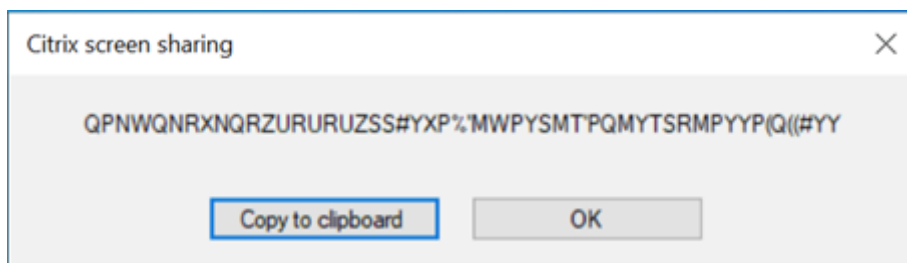 Citrix screen sharing
QPNWQNRXNQRZURURUZSS#YXP%'MWPYSMT'PQMYTSRMPYYP(Q((#YY
Copy to clipboard
OK